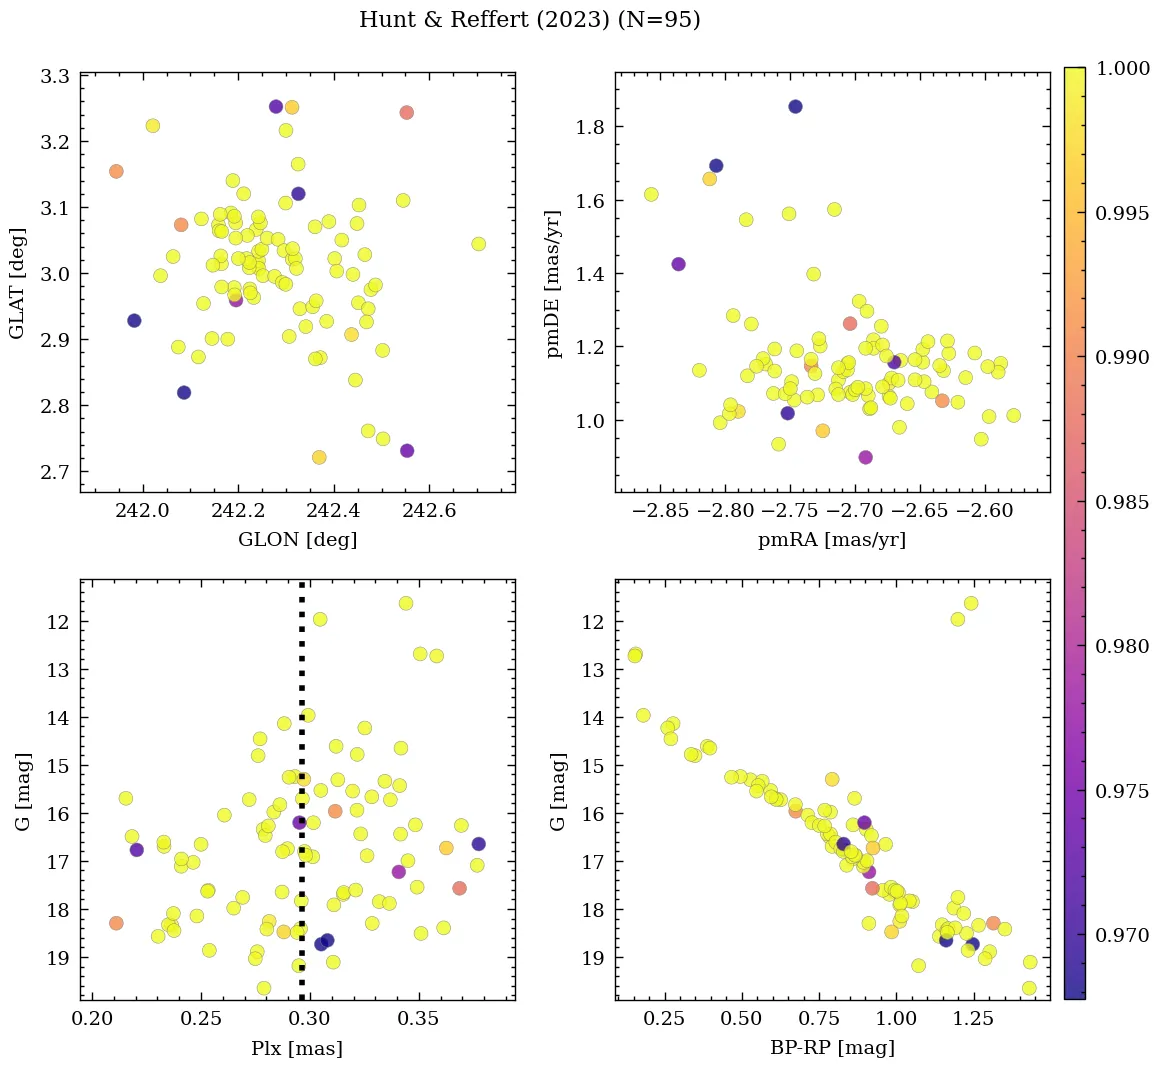 Hunt & Reffert (2023) (N=95)
3.3
3.2
3.1
3.0
2.9
2.8
2.7
GLAT [deg]
242.0 242.2 242.4 242.6
GLON [deg]
1.8
1.6
1.4
1.2
1.0
pmDE [mas/yr]
−2.85 −2.80 −2.75 −2.70 −2.65 −2.60
pmRA [mas/yr]
12
13
14
15
16
17
18
19
G [mag]
0.20 0.25 0.30 0.35
Plx [mas]
12
13
14
15
16
17
18
19
G [mag]
0.25 0.50 0.75 1.00 1.25
BP-RP [mag]
1.000
0.995
0.990
0.985
0.980
0.975
0.970